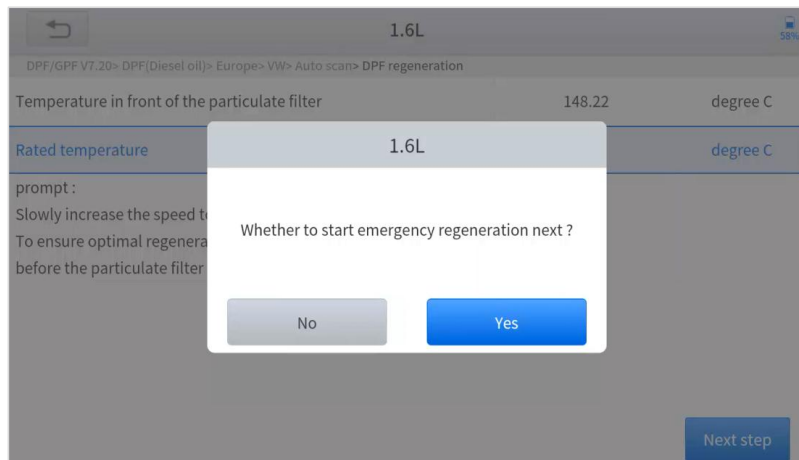 1.6L
58%
DPF/GPF V7.20> DPF(Diesel oil)> Europe> VW> Auto scan> DPF regeneration
Temperature in front of the particulate filter 148.22 degree C
Rated temperature degree C
prompt :
Slowly increase the speed
To ensure optimal
before the particulate filter
1.6L
Whether to start emergency regeneration next ?
No Yes
Next step